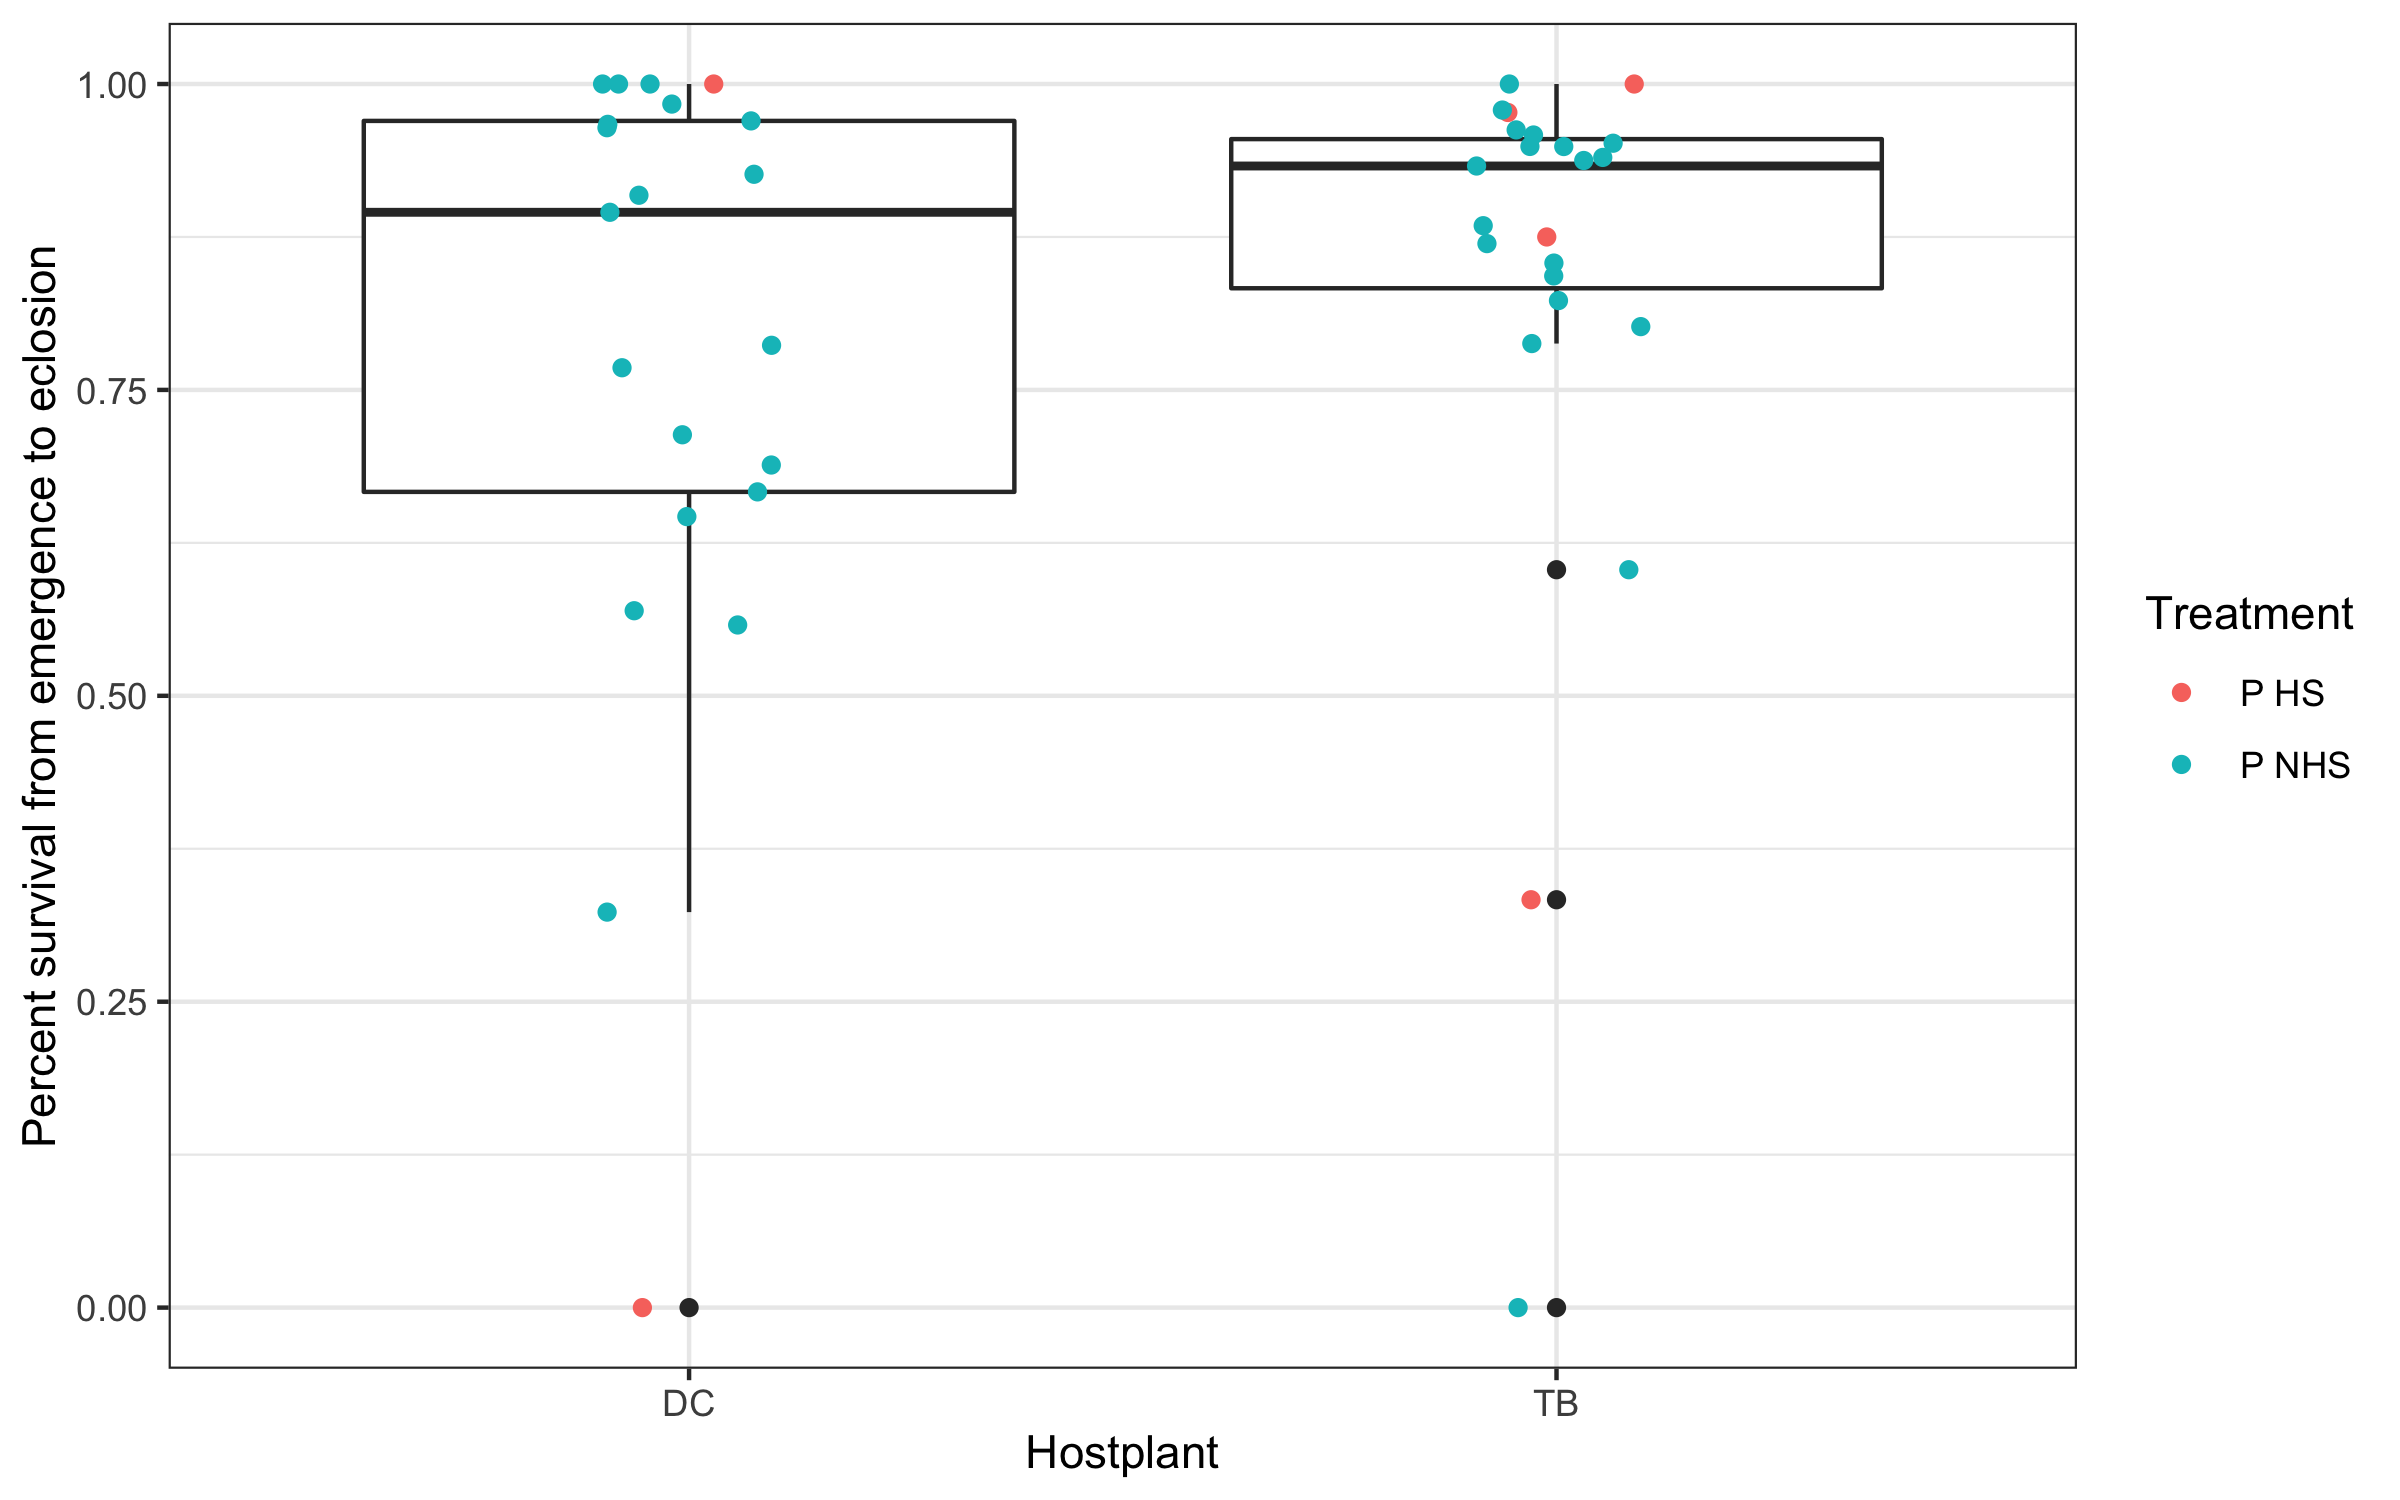 Percent survival from emergence to eclosion
1.00
0.75
0.50
0.25
0.00
DC
TB
Hostplant
Treatment
P HS
P NHS